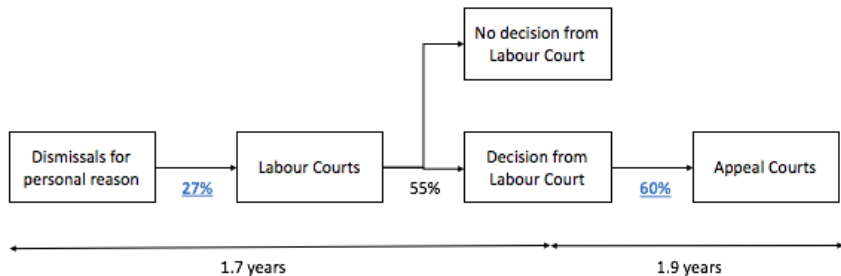 No decision from
Labour Court
Dismissals for
personal reason
27%
Labour Courts
55%
Decision from
Labour Court
60%
Appeal Courts
1.7 years
1.9 years